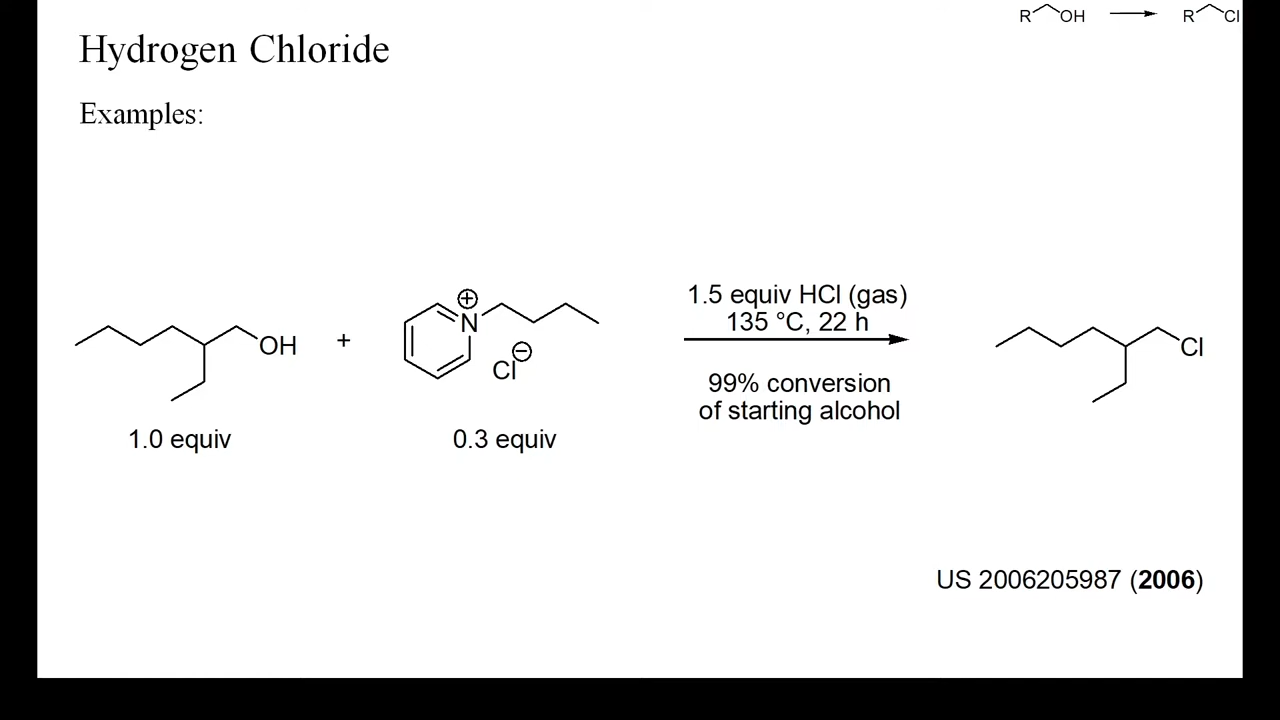 R OH R Cl
Hydrogen Chloride
Examples:
1.5 equiv HCl (gas)
135 °C, 22 h
OH + N + Cl − Cl
99% conversion
of starting alcohol
1.0 equiv 0.3 equiv
US 2006205987 (2006)